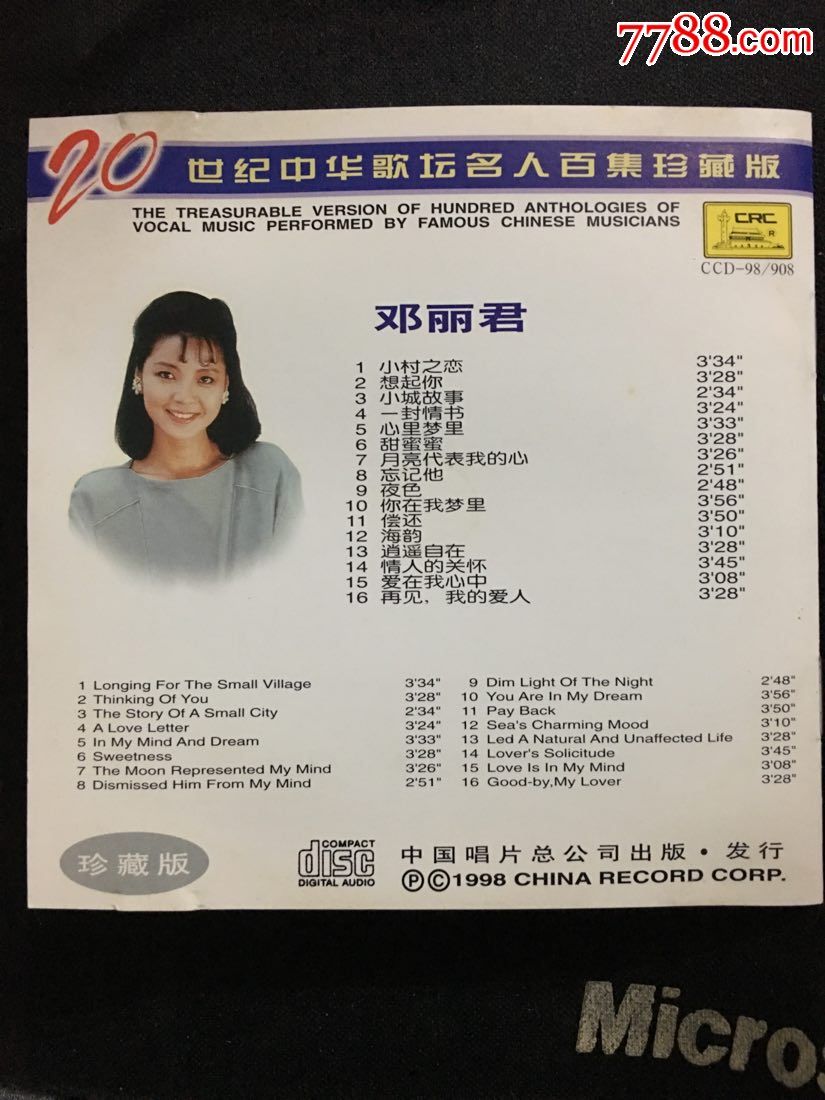 7788.com
20
世纪中华歌坛名人百集珍藏版
THE TREASURABLE VERSION OF HUNDRED ANTHOLOGIES OF
VOCAL MUSIC PERFORMED BY FAMOUS CHINESE MUSICIANS
CRC
R
CCD-98/908
邓丽君
1 小村之恋 3'34"
2 想起你 3'28"
3 小城故事 2'34"
4 一封情书 3'24"
5 心里梦里 3'33"
6 甜蜜蜜 3'28"
7 月亮代表我的心 3'26"
8 忘记他 2'51"
9 夜色 2'48"
10 你在我梦里 3'56"
11 偿还 3'50"
12 海韵 3'10"
13 逍遥自在 3'28"
14 情人的关怀 3'45"
15 爱在我心中 3'08"
16 再见，我的爱人 3'28"
1 Longing For The Small Village 3'34"
2 Thinking Of You 3'28"
3 The Story Of A Small City 2'34"
4 A Love Letter 3'24"
5 In My Mind And Dream 3'33"
6 Sweetness 3'28"
7 The Moon Represented My Mind 3'26"
8 Dismissed Him From My Mind 2'51"
9 Dim Light Of The Night 2'48"
10 You Are In My Dream 3'56"
11 Pay Back 3'50"
12 Sea's Charming Mood 3'10"
13 Led A Natural And Unaffected Life 3'28"
14 Lover's Solicitude 3'45"
15 Love Is In My Mind 3'08"
16 Good-by,My Lover 3'28"
珍藏版
COMPACT
disc
DIGITAL AUDIO
中国唱片总公司出版·发行
ⓅⒸ1998 CHINA RECORD CORP.
Micros